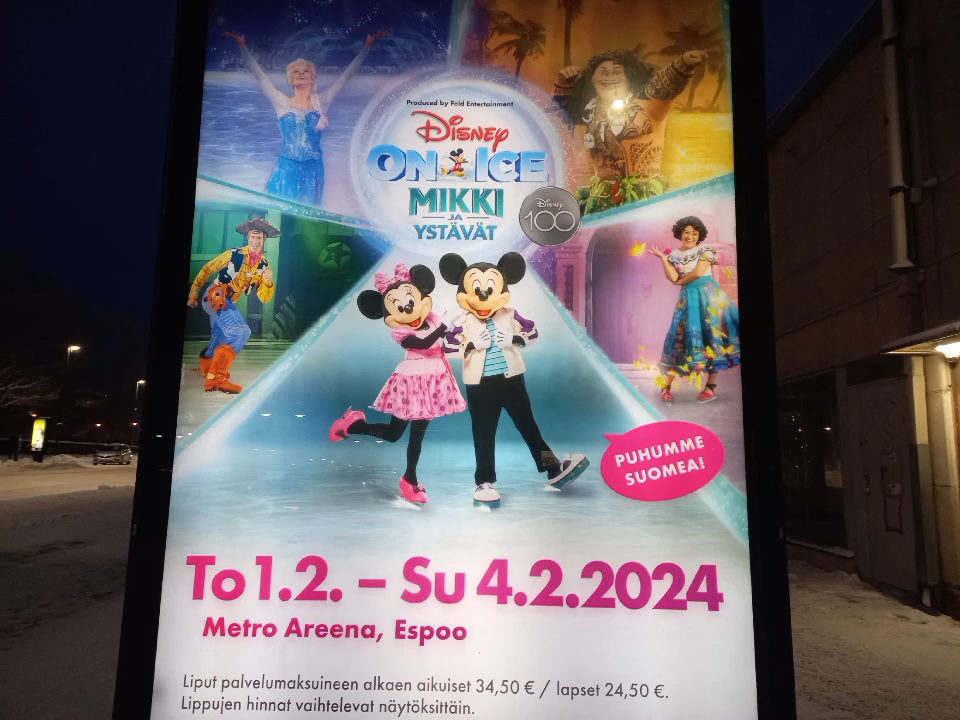 Produced by Feld Entertainment
Disney
ON ICE
MIKKI
JA
YSTÄVÄT
Disney
100
PUHUMME
SUOMEA!
To 1.2. – Su 4.2.2024
Metro Areena, Espoo
Liput palvelumaksuineen alkaen aikuiset 34,50 € / lapset 24,50 €.
Lippujen hinnat vaihtelevat näytöksittäin.